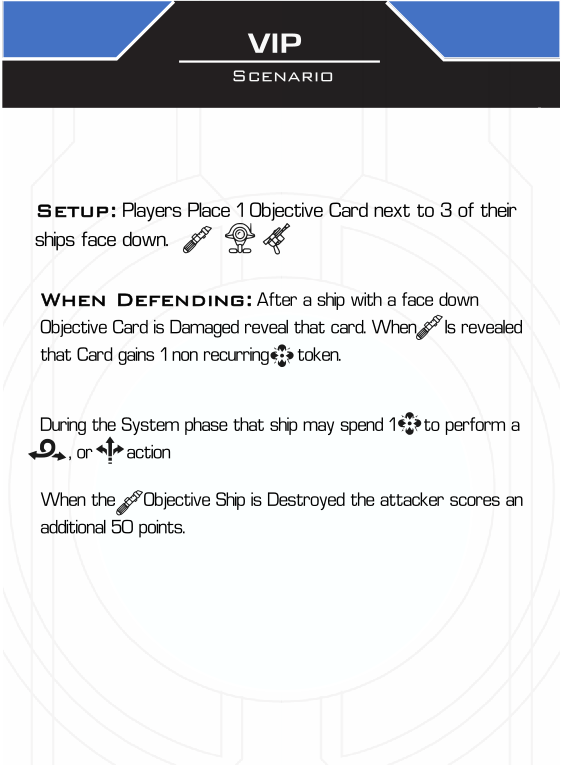 VIP
Scenario
Setup: Players Place 1 Objective Card next to 3 of their
ships face down.
When Defending: After a ship with a face down
Objective Card is Damaged reveal that card. When Is revealed
that Card gains 1 non recurring token.
During the System phase that ship may spend 1 to perform a
, or action
When the Objective Ship is Destroyed the attacker scores an
additional 50 points.